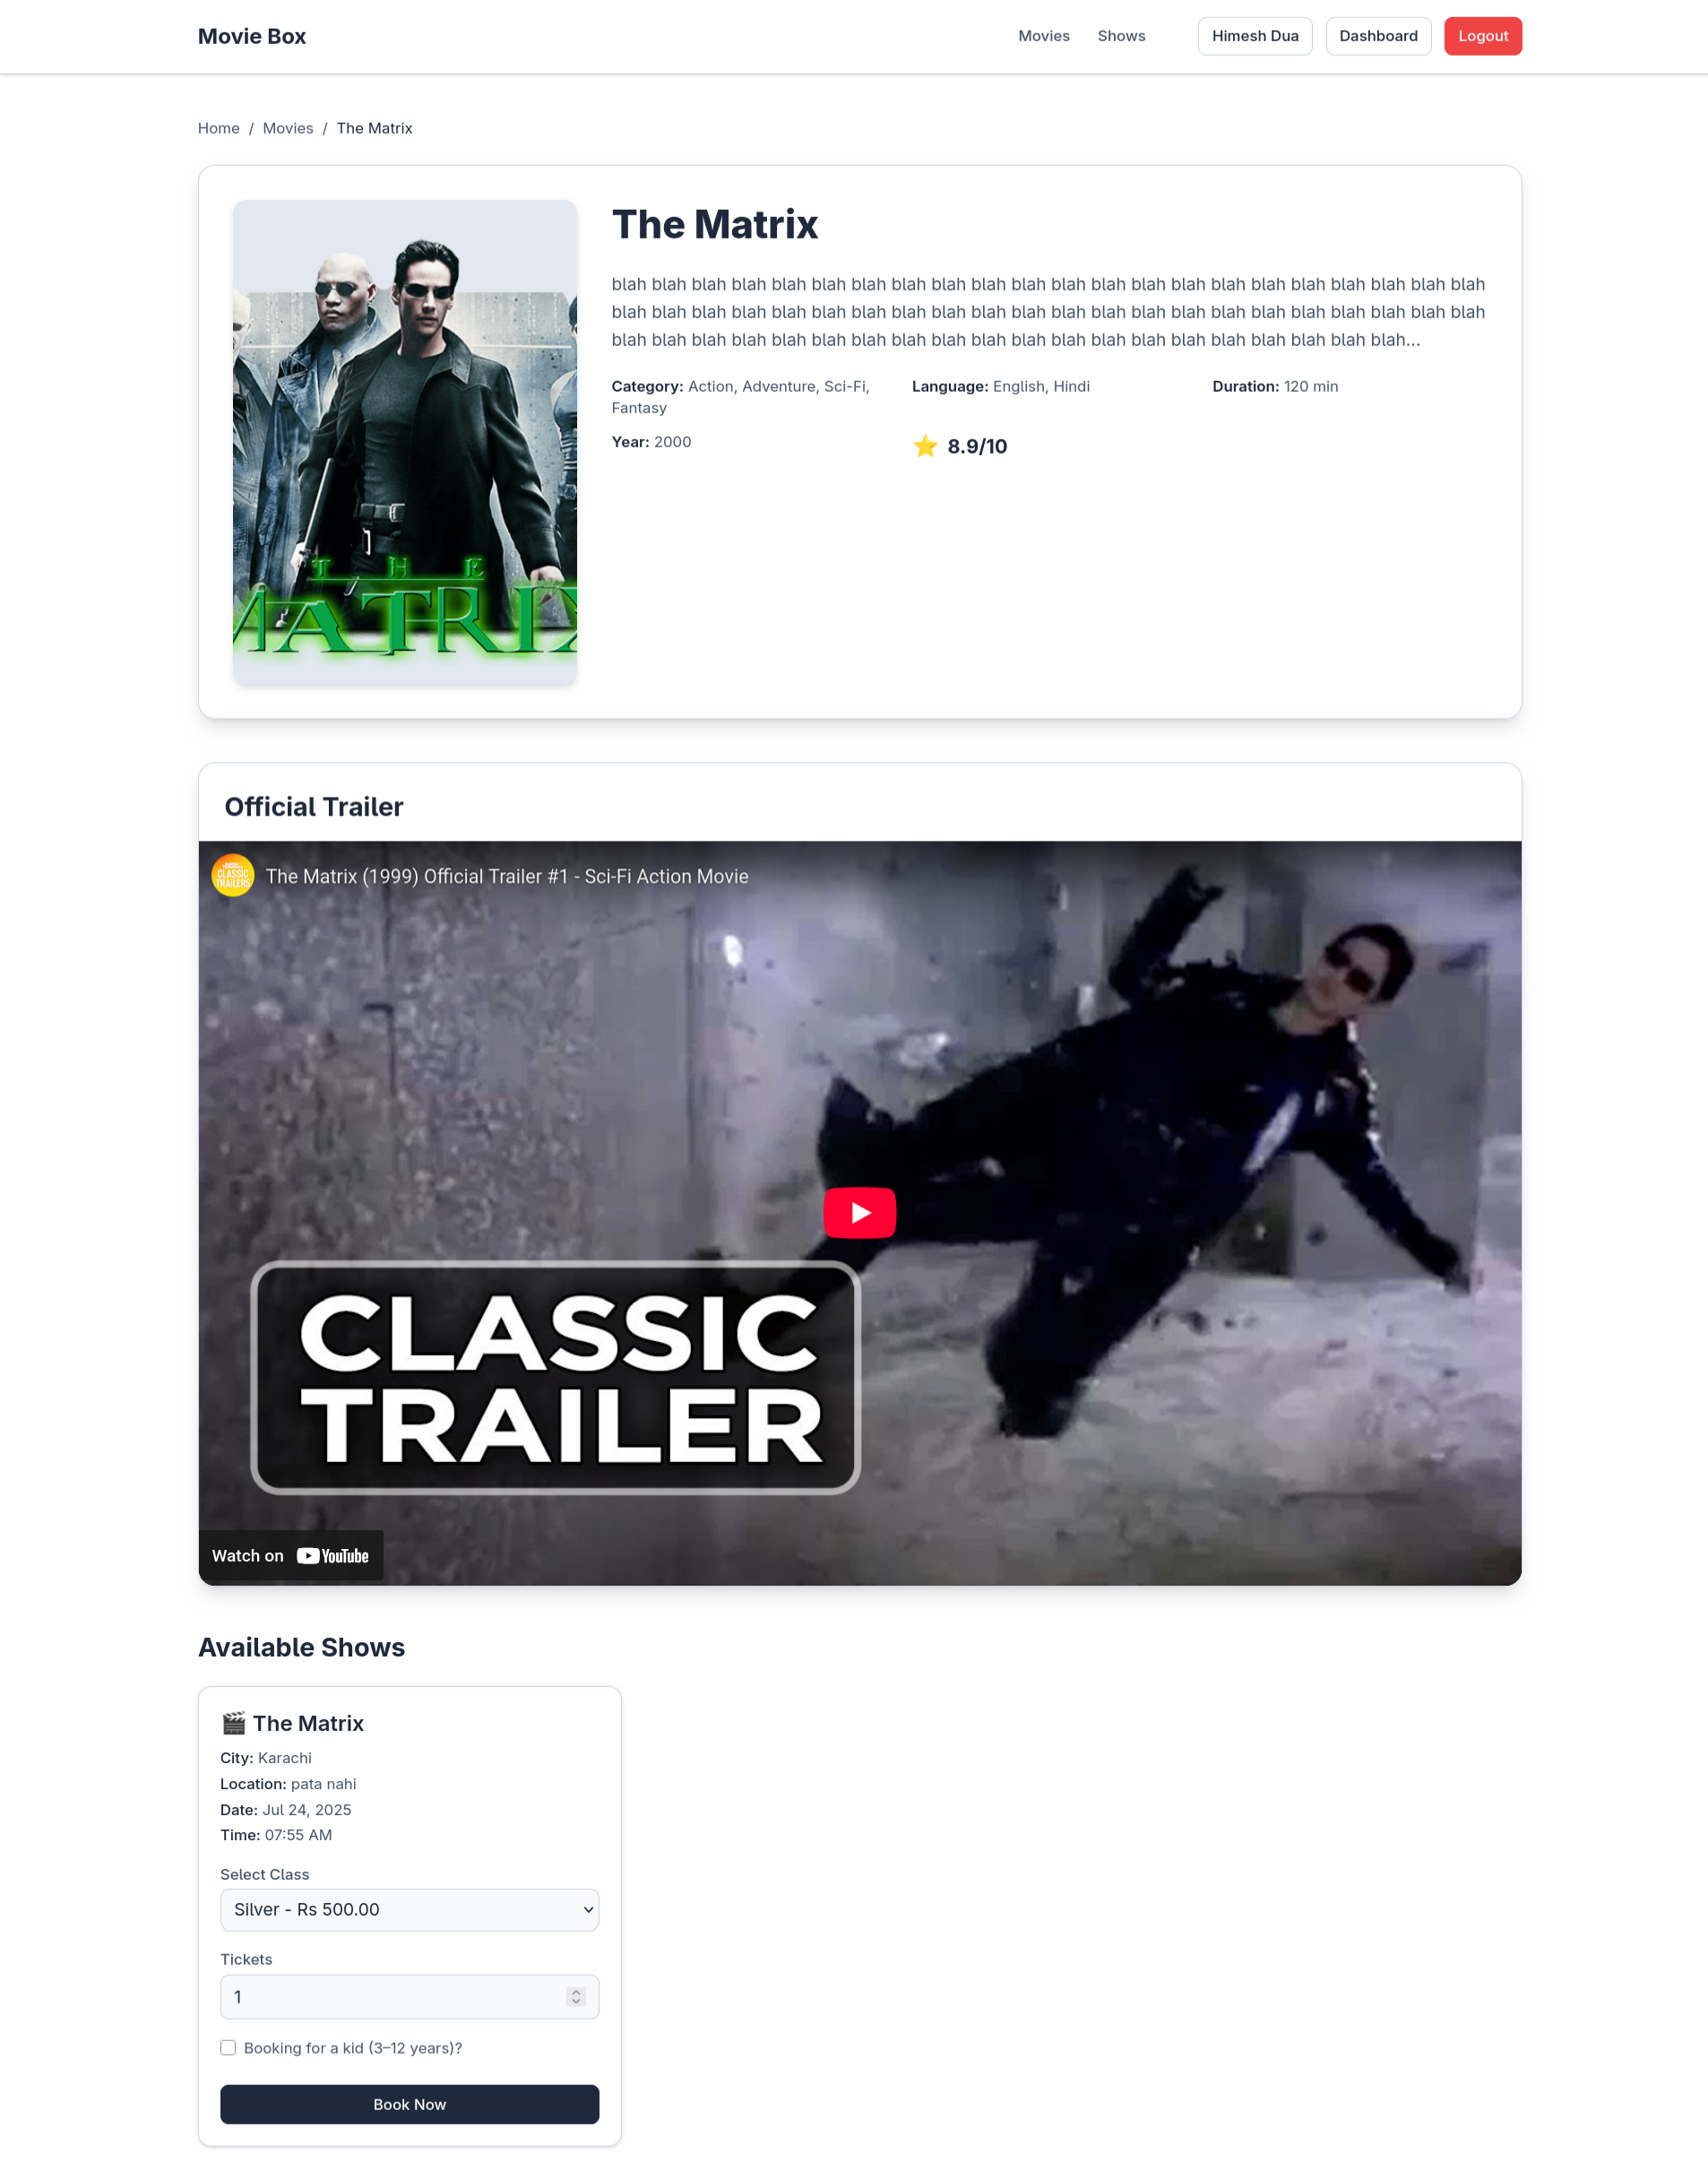 Movie Box
Movies
Shows
Himesh Dua
Dashboard
Logout
Home / Movies / The Matrix
THE
MATRIX
The Matrix
blah blah blah blah blah blah blah blah blah blah blah blah blah blah blah blah blah blah blah blah blah blah
blah blah blah blah blah blah blah blah blah blah blah blah blah blah blah blah blah blah blah blah blah blah
blah blah blah blah blah blah blah blah blah blah blah blah blah blah blah blah blah blah blah blah...
Category: Action, Adventure, Sci-Fi,
Fantasy
Language: English, Hindi
Duration: 120 min
Year: 2000
⭐ 8.9/10
Official Trailer
CLASSIC
TRAILERS
The Matrix (1999) Official Trailer #1 - Sci-Fi Action Movie
CLASSIC
TRAILER
Watch on YouTube
Available Shows
🎬 The Matrix
City: Karachi
Location: pata nahi
Date: Jul 24, 2025
Time: 07:55 AM
Select Class
Silver - Rs 500.00
Tickets
1
Booking for a kid (3–12 years)?
Book Now